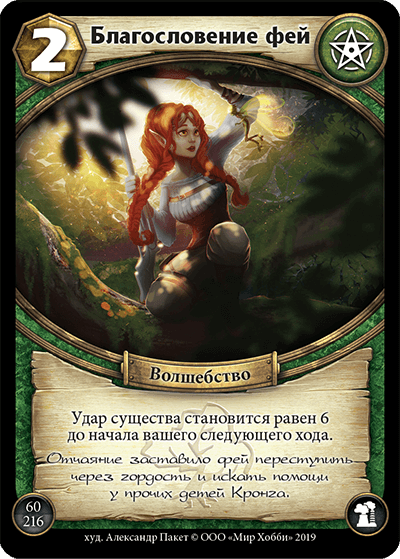 2
Благословение фей
Волшебство
Удар существа становится равен 6
до начала вашего следующего хода.
Отчаяние заставило фей переступить
через гордость и искать помощи
у прочих детей Кронга.
60
216
худ. Александр Пакет © ООО «Мир Хобби» 2019